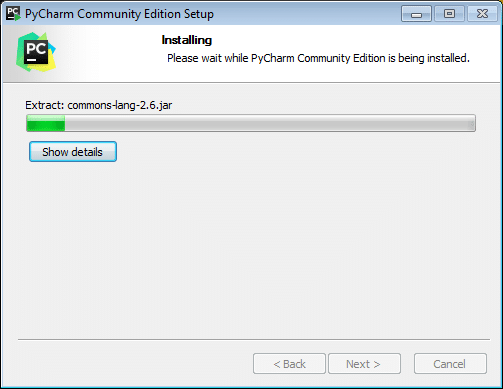 PC PyCharm Community Edition Setup
PC
Installing
Please wait while PyCharm Community Edition is being installed.
Extract: commons-lang-2.6.jar
Show details
< Back
Next >
Cancel